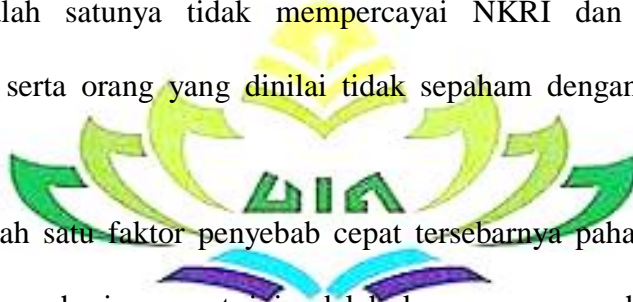 lah satunya tidak mempercayai NKRI dan
serta orang yang dinilai tidak sepaham dengan
UIN
ah satu faktor penyebab cepat tersebarnya paha